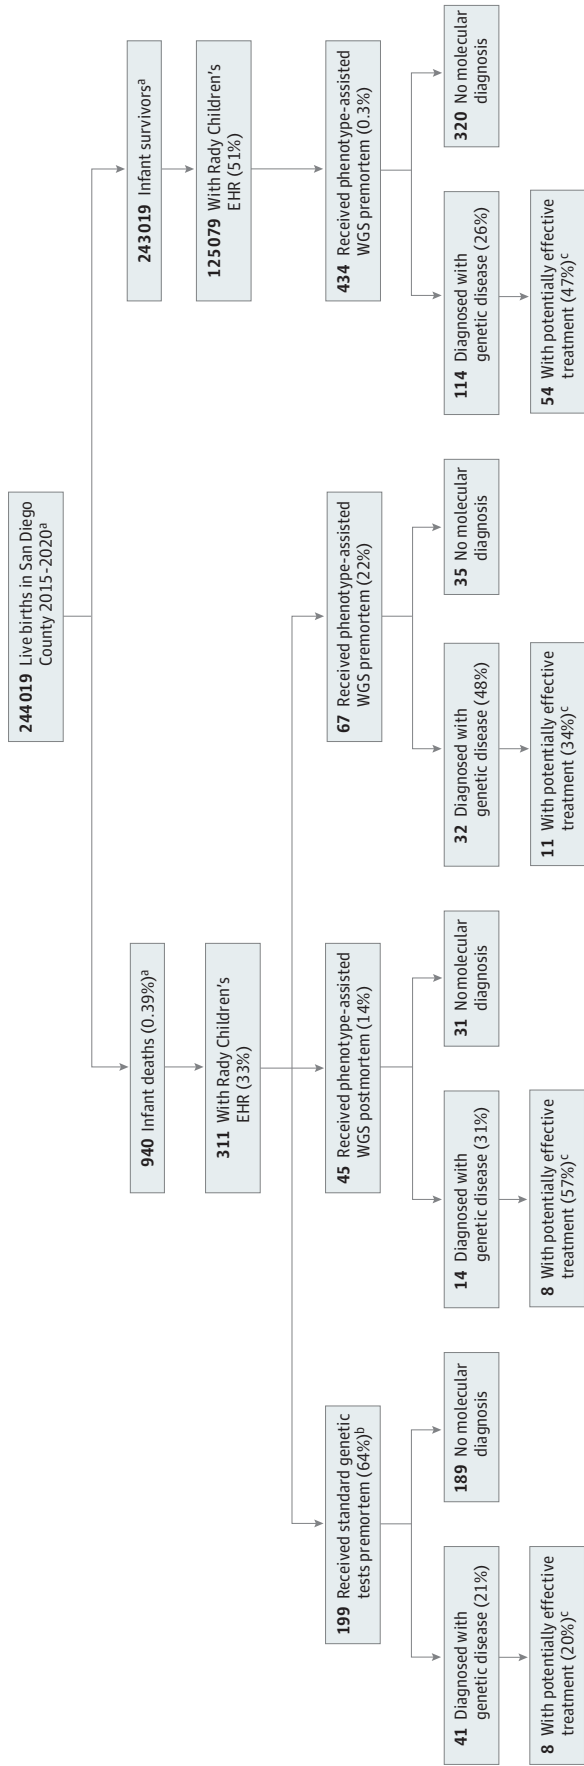 244 019 Live births in San Diego
County 2015-2020a
940 Infant deaths (0.39%)a
243 019 Infant survivorsa
311 With Rady Children's
EHR (33%)
125 079 With Rady Children's
EHR (51%)
199 Received standard genetic
tests premortem (64%)b
45 Received phenotype-assisted
WGS postmortem (14%)
67 Received phenotype-assisted
WGS premortem (22%)
434 Received phenotype-assisted
WGS premortem (0.3%)
41 Diagnosed with
genetic disease (21%)
189 No molecular
diagnosis
14 Diagnosed with
genetic disease (31%)
31 No molecular
diagnosis
32 Diagnosed with
genetic disease (48%)
35 No molecular
diagnosis
114 Diagnosed with
genetic disease (26%)
320 No molecular
diagnosis
8 With potentially effective
treatment (20%)c
8 With potentially effective
treatment (57%)c
11 With potentially effective
treatment (34%)c
54 With potentially effective
treatment (47%)c